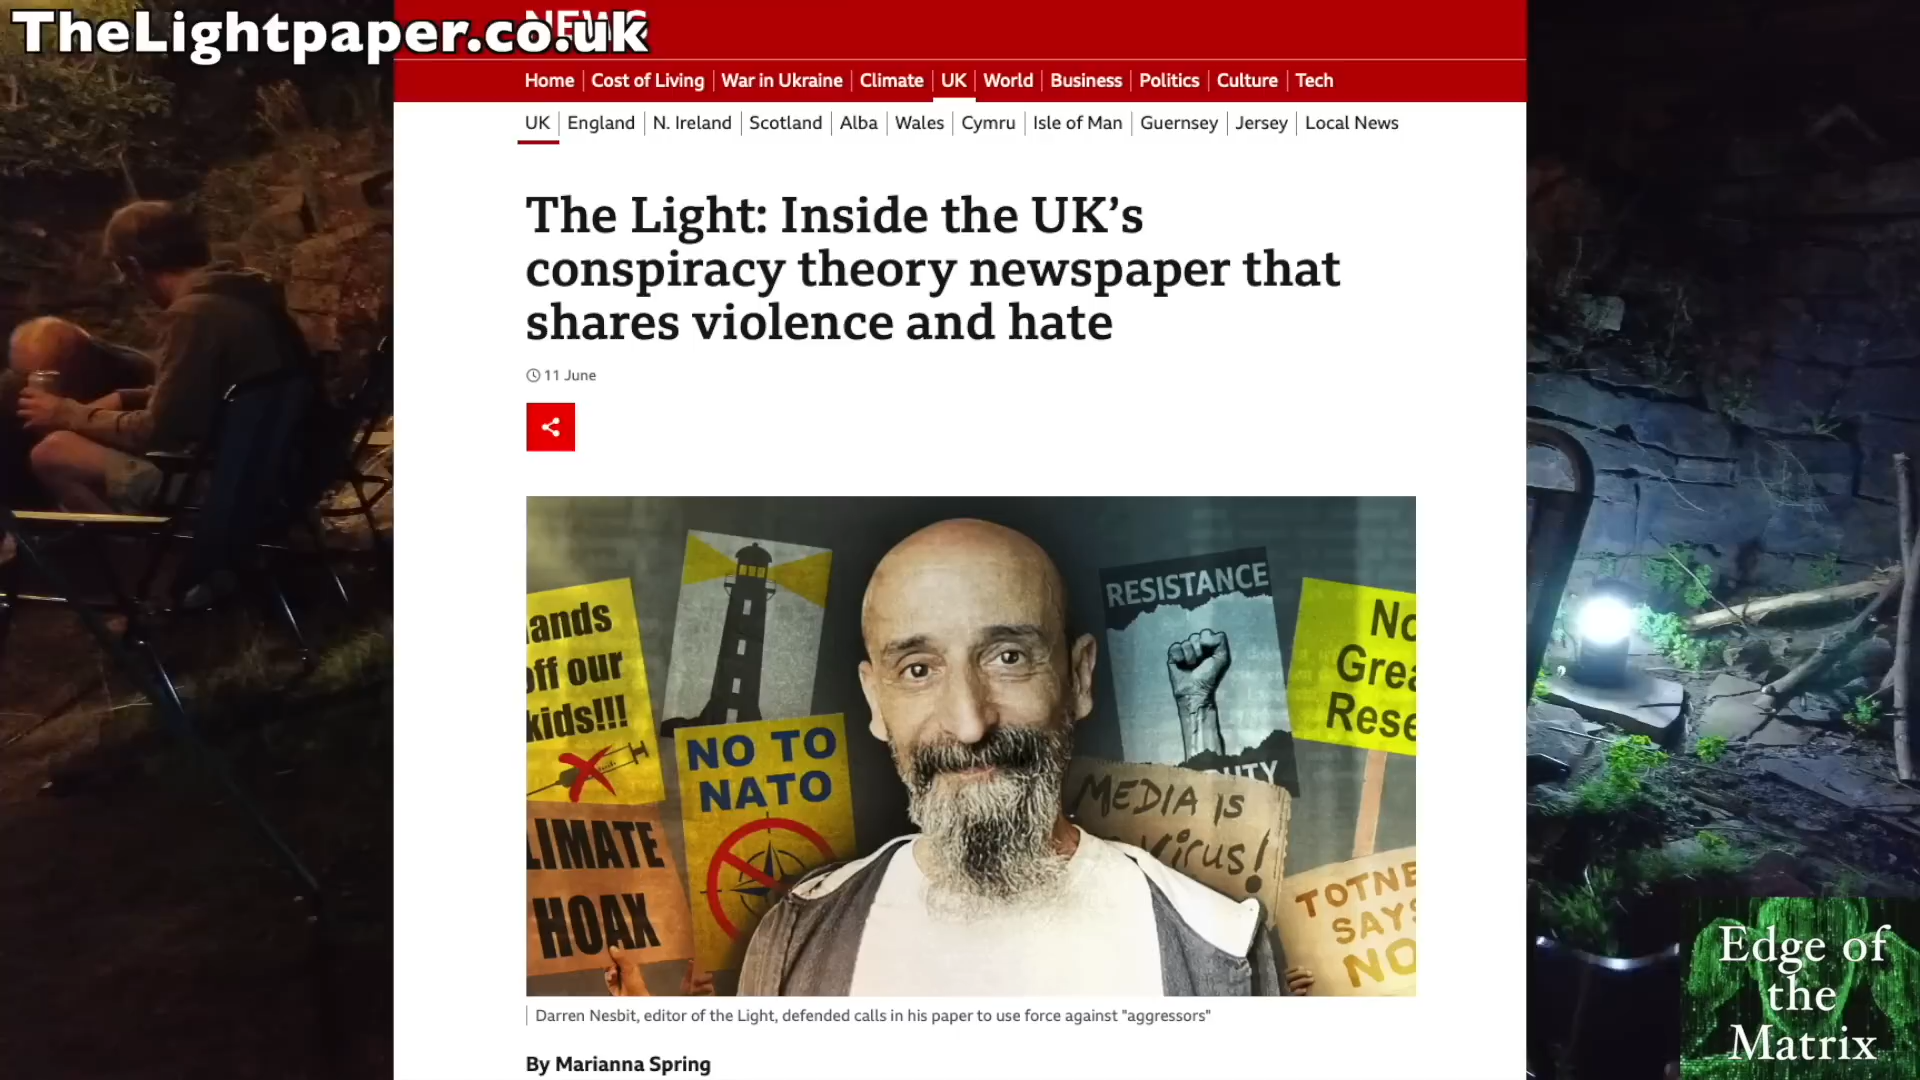 TheLightpaper.co.uk
NEWS
Home Cost of Living War in Ukraine Climate UK World Business Politics Culture Tech
UK England N. Ireland Scotland Alba Wales Cymru Isle of Man Guernsey Jersey Local News
The Light: Inside the UK's
conspiracy theory newspaper that
shares violence and hate
11 June
ands
off our
kids!!!
NO TO
NATO
LIMATE
HOAX
RESISTANCE
UTY
MEDIA IS
virus!
No
Grea
Rese
TOTNE
SAYS
NO
Darren Nesbit, editor of the Light, defended calls in his paper to use force against "aggressors"
By Marianna Spring
Edge of
the
Matrix